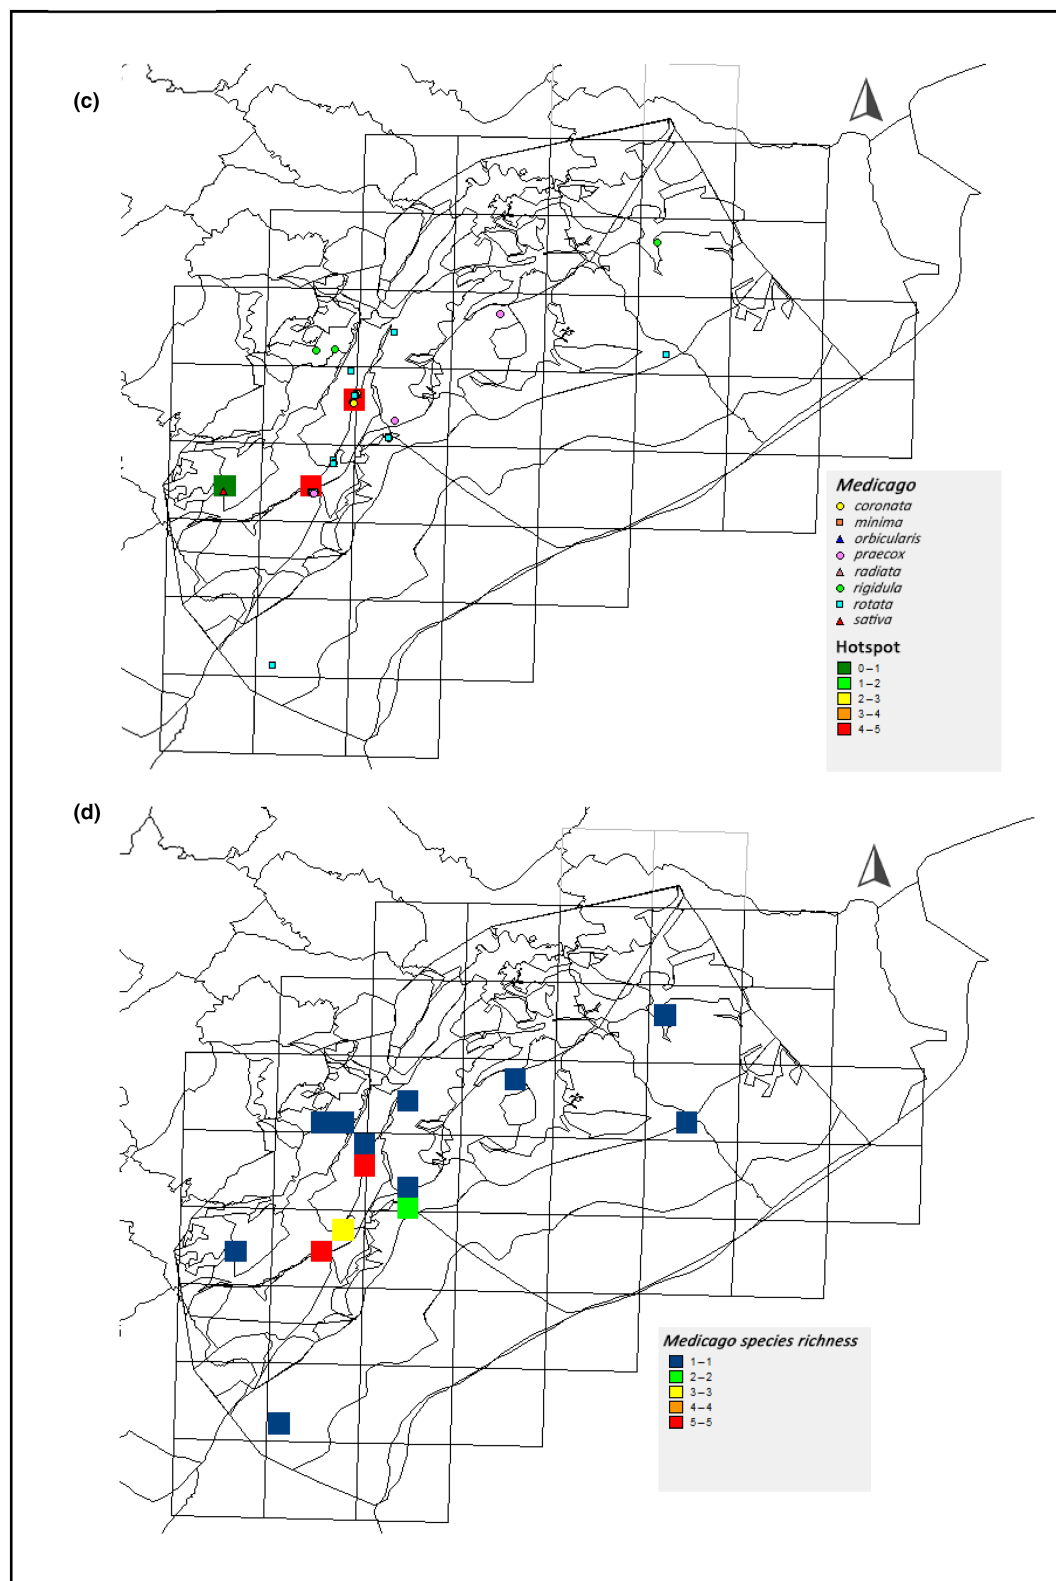 (c)
Medicago
coronata
minima
orbicularis
praecox
radiata
rigidula
rotata
sativa
Hotspot
0 – 1
1 – 2
2 – 3
3 – 4
4 – 5
(d)
Medicago species richness
1 – 1
2 – 2
3 – 3
4 – 4
5 – 5